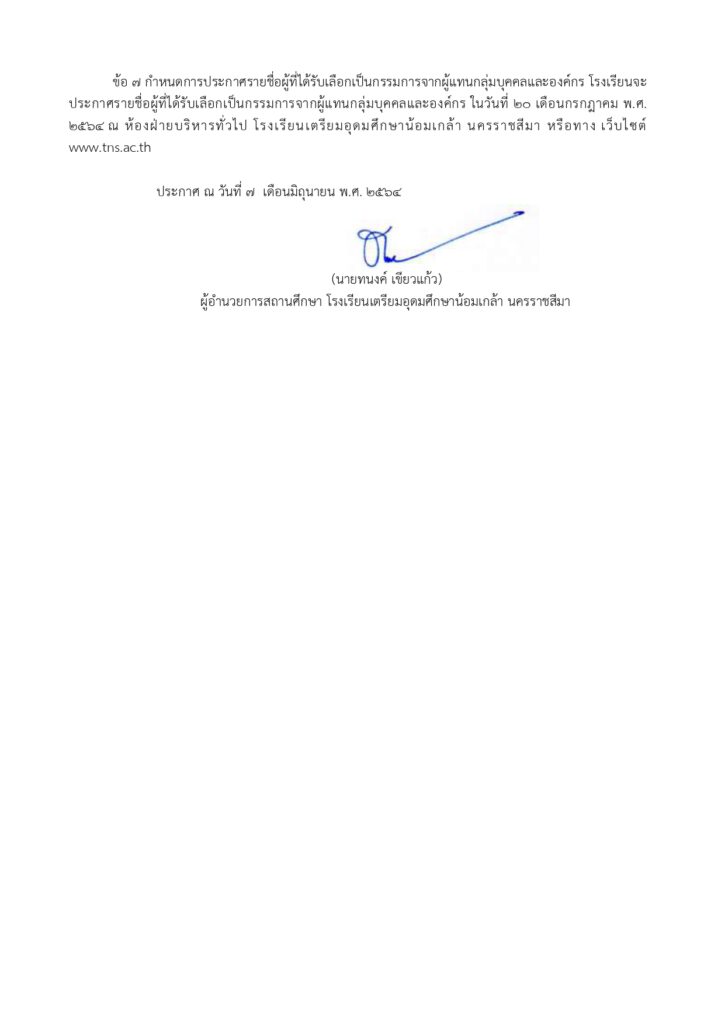 ข้อ ๗ กำหนดการประกาศรายชื่อผู้ที่ได้รับเลือกเป็นกรรมการจากผู้แทนกลุ่มบุคคลและองค์กร โรงเรียนจะ
ประกาศรายชื่อผู้ที่ได้รับเลือกเป็นกรรมการจากผู้แทนกลุ่มบุคคลและองค์กร ในวันที่ ๒๐ เดือนกรกฎาคม พ.ศ.
๒๕๖๔ ณ ห้องฝ่ายบริหารทั่วไป โรงเรียนเตรียมอุดมศึกษาน้อมเกล้า นครราชสีมา หรือทาง เว็บไซต์
www.tns.ac.th
ประกาศ ณ วันที่ ๗ เดือนมิถุนายน พ.ศ. ๒๕๖๔
(นายทนงค์ เขียวแก้ว)
ผู้อำนวยการสถานศึกษา โรงเรียนเตรียมอุดมศึกษาน้อมเกล้า นครราชสีมา